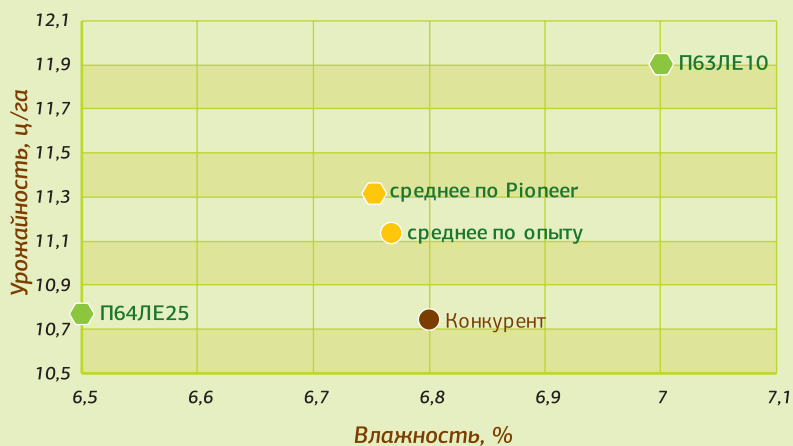 12,1
11,9
П63ЛЕ10
11,7
11,5
11,3
среднее по Pioneer
11,1
среднее по опыту
10,9
П64ЛЕ25
10,7
Конкурент
10,5
Урожайность, ц/га
6,5 6,6 6,7 6,8 6,9 7 7,1
Влажность, %